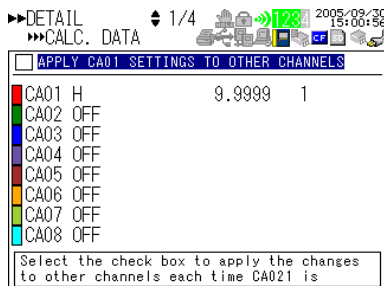 ▸▸DETAIL 1/4 1234 2005/09/30
▸▸▸CALC. DATA 15:00:56
APPLY CA01 SETTINGS TO OTHER CHANNELS
CA01 H 9.9999 1
CA02 OFF
CA03 OFF
CA04 OFF
CA05 OFF
CA06 OFF
CA07 OFF
CA08 OFF
Select the check box to apply the changes
to other channels each time CA021 is